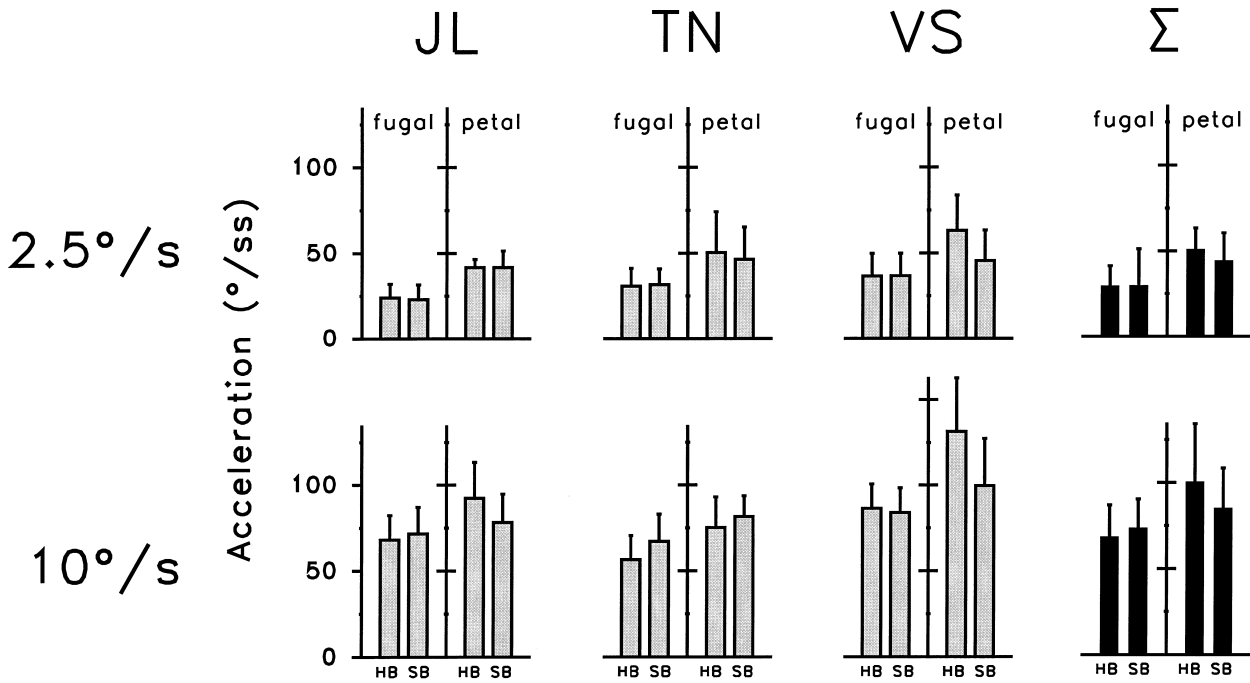 JL TN VS Σ
fugal petal fugal petal fugal petal fugal petal
100
50
0
2.5°/s
Acceleration (°/ss)
100
50
0
10°/s
HB SB HB SB HB SB HB SB HB SB HB SB HB SB HB SB